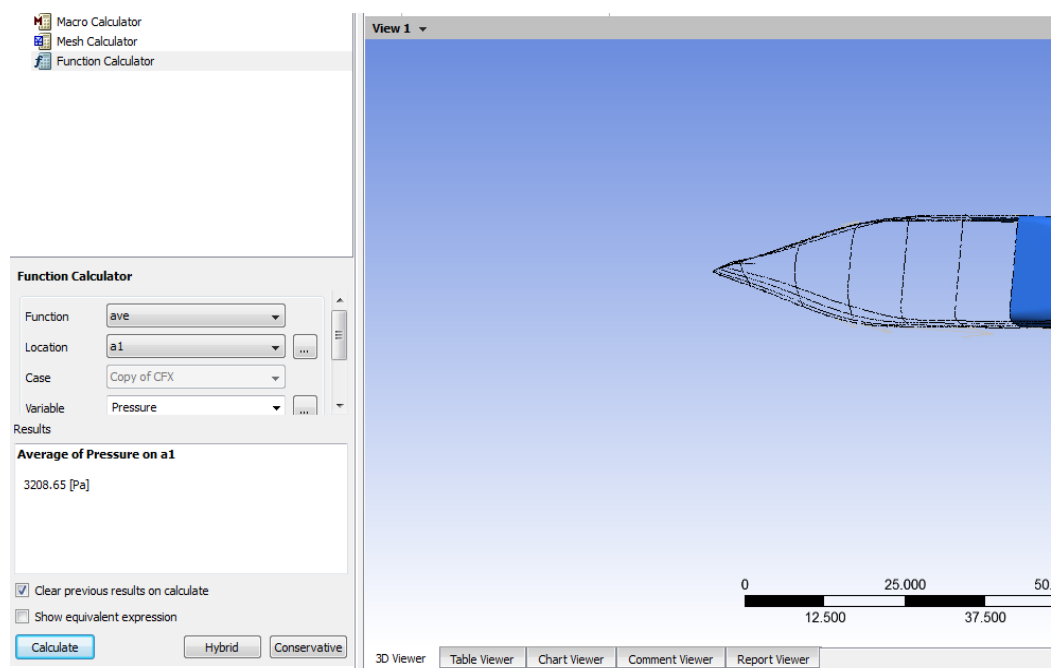 Macro Calculator
Mesh Calculator
Function Calculator
View 1
Function Calculator
Function ave
Location a1 ...
Case Copy of CFX
Variable Pressure ...
Results
Average of Pressure on a1
3208.65 [Pa]
Clear previous results on calculate
Show equivalent expression
Calculate Hybrid Conservative
0 25.000 50.
12.500 37.500
3D Viewer Table Viewer Chart Viewer Comment Viewer Report Viewer